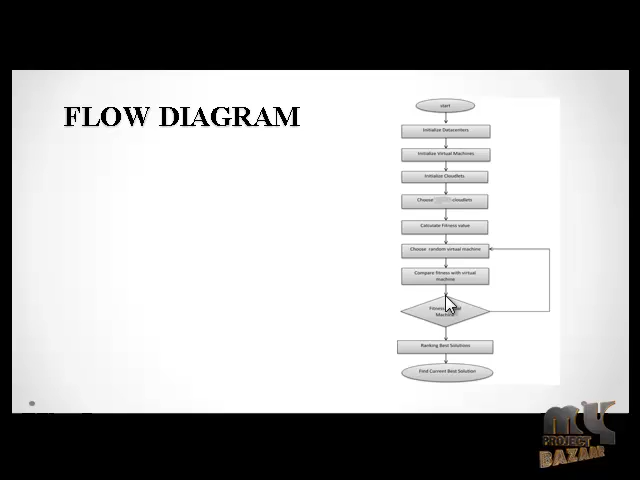 FLOW DIAGRAM
start
Initialize Datacenters
Initialize Virtual Machines
Initialize Cloudlets
Choose cloudlets
Calculate Fitness value
Choose random virtual machine
Compare fitness with virtual
machine
Ranking Best Solutions
Find Current Best Solution
PROJECT
BAZAAR